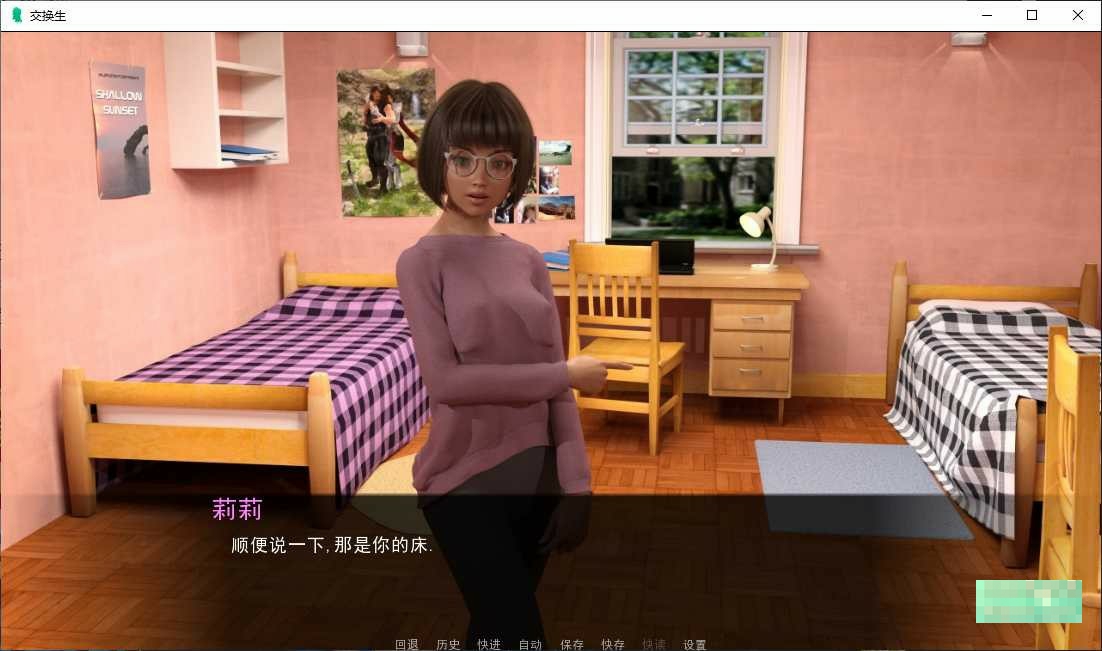 交换生
SHALLOW
SUNSET
莉莉
顺便说一下,那是你的床.
回退 历史 快进 自动 保存 快存 快读 设置